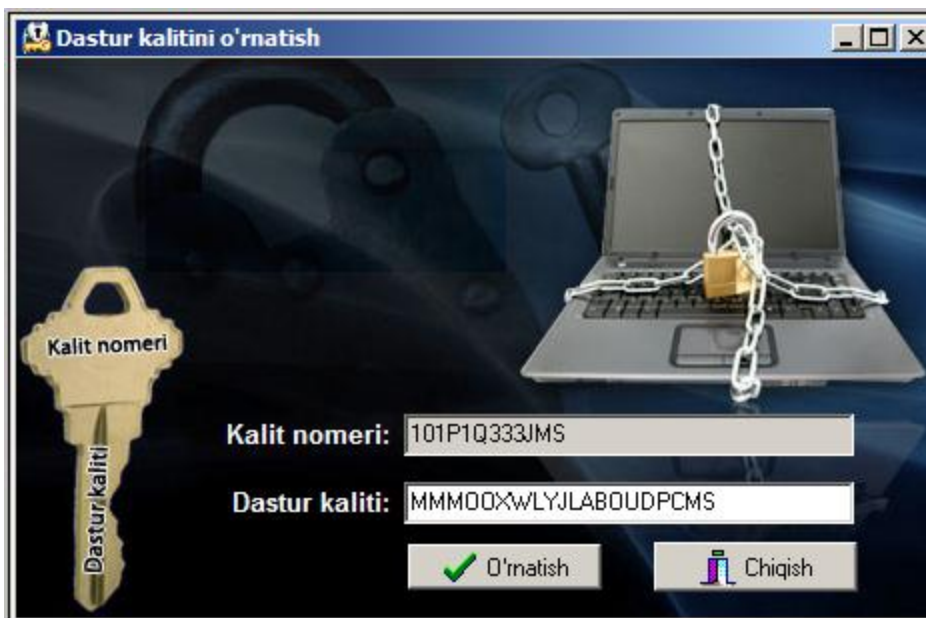 Dastur kalitini o'rnatish
Kalit nomeri
Dastur kaliti
Kalit nomeri: 101P1Q333JMS
Dastur kaliti: MMMOOXWLYJLABOUDPCMS
O'rnatish
Chiqish